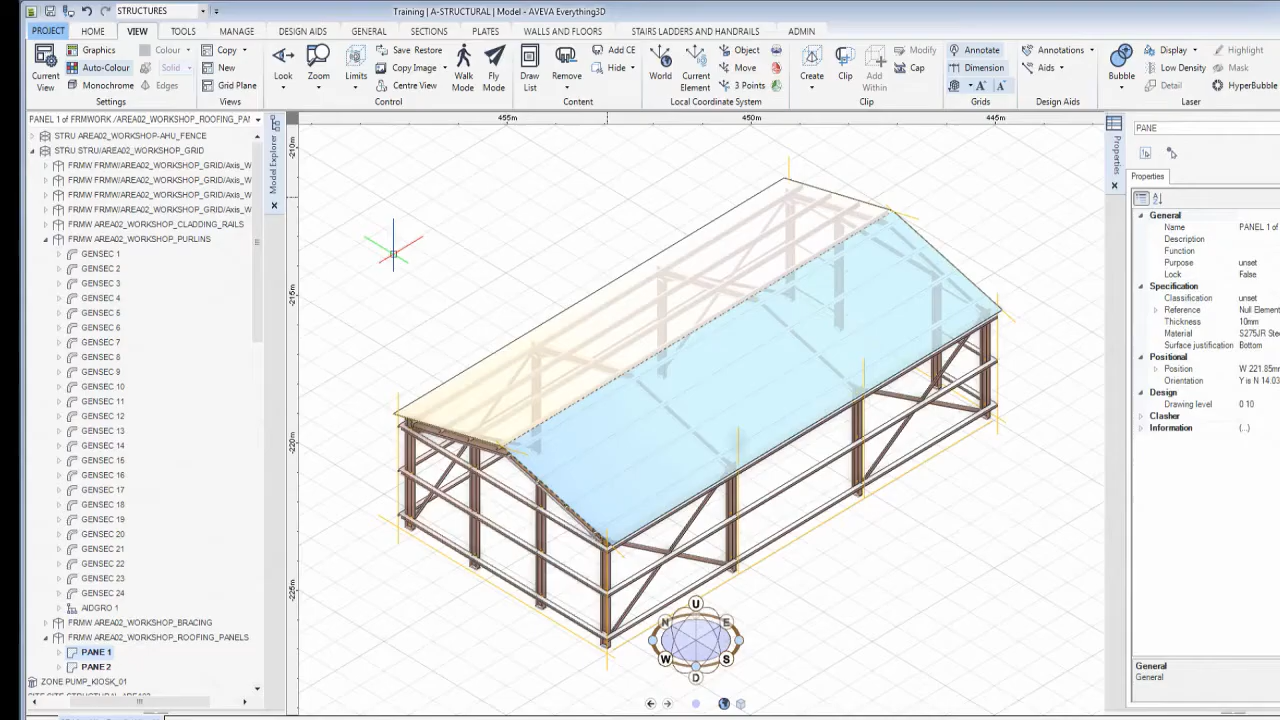 STRUCTURES
Training | A-STRUCTURAL | Model - AVEVA Everything3D
PROJECT HOME VIEW TOOLS MANAGE DESIGN AIDS GENERAL SECTIONS PLATES WALLS AND FLOORS STAIRS LADDERS AND HANDRAILS ADMIN
Current View
Graphics
Auto-Colour
Monochrome
Colour
Solid
Edges
Settings
Copy
New
Grid Plane
Views
Look
Zoom
Limits
Save Restore
Copy Image
Centre View
Walk Mode
Fly Mode
Control
Draw List
Remove
Add CE
Hide
Content
World
Current Element
Object
Move
3 Points
Local Coordinate System
Create
Clip
Add Within
Modify
Cap
Clip
Annotate
Dimension
A A
Grids
Annotations
Aids
Design Aids
Bubble
Display
Low Density
Detail
Highlight
Mask
HyperBubble
Laser
PANEL 1 of FRMWORK /AREA02_WORKSHOP_ROOFING_PAN
STRU AREA02_WORKSHOP-AHU_FENCE
STRU STRU/AREA02_WORKSHOP_GRID
FRMW FRMW/AREA02_WORKSHOP_GRID/Axis_W
FRMW FRMW/AREA02_WORKSHOP_GRID/Axis_W
FRMW FRMW/AREA02_WORKSHOP_GRID/Axis_W
FRMW FRMW/AREA02_WORKSHOP_GRID/Axis_W
FRMW AREA02_WORKSHOP_CLADDING_RAILS
FRMW AREA02_WORKSHOP_PURLINS
GENSEC 1
GENSEC 2
GENSEC 3
GENSEC 4
GENSEC 5
GENSEC 6
GENSEC 7
GENSEC 8
GENSEC 9
GENSEC 10
GENSEC 11
GENSEC 12
GENSEC 13
GENSEC 14
GENSEC 15
GENSEC 16
GENSEC 17
GENSEC 18
GENSEC 19
GENSEC 20
GENSEC 21
GENSEC 22
GENSEC 23
GENSEC 24
AIDGRO 1
FRMW AREA02_WORKSHOP_BRACING
FRMW AREA02_WORKSHOP_ROOFING_PANELS
PANE 1
PANE 2
ZONE PUMP_KIOSK_01
Model Explorer
455m 450m 445m
-210m
-215m
-220m
-225m
U
N E
W S
D
Properties
PANE
Properties
General
Name PANEL 1 of
Description
Function
Purpose unset
Lock False
Specification
Classification unset
Reference Null Element
Thickness 10mm
Material S275JR Ste
Surface justification Bottom
Positional
Position W 221.85m
Orientation Y is N 14.03
Design
Drawing level 0 10
Clasher
Information (...)
General
General